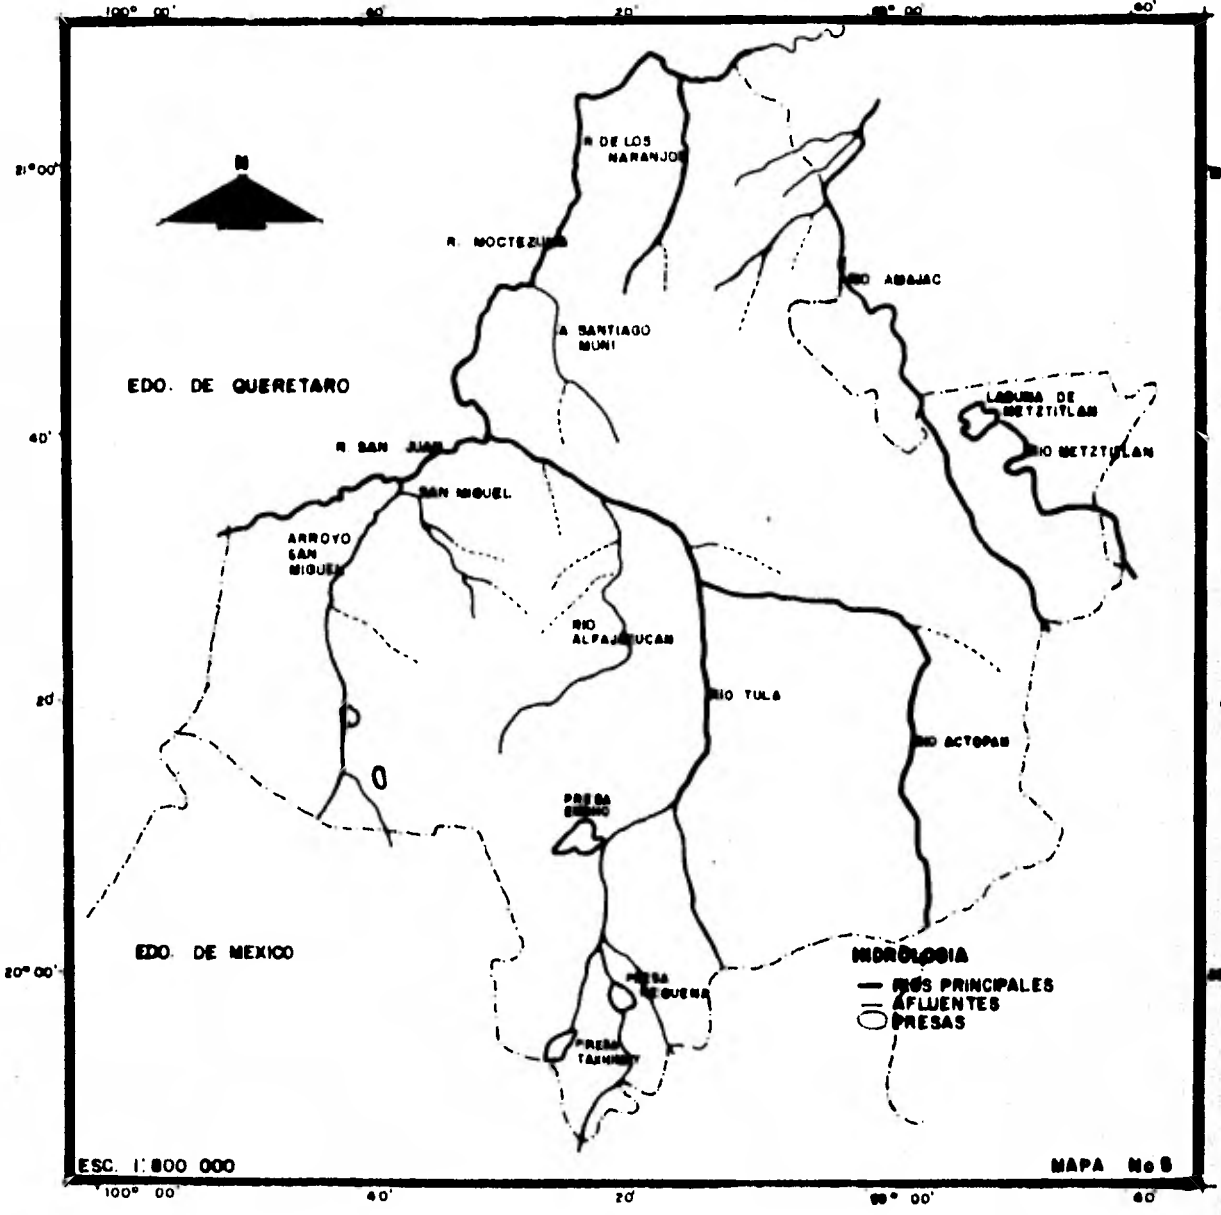 100° 00'
40'
20'
40'
21° 00'
N
R. DE LOS
NARANJOS
R. MOCTEZUMA
RIO AMAJAC
A SANTIAGO
MUNI
EDO. DE QUERETARO
LAGUNA DE
METZTITLAN
RIO METZTITLAN
40'
R. SAN JUAN
SAN MIGUEL
ARROYO
SAN
MIGUEL
RIO
ALFAJAYUCAN
20'
RIO TULA
RIO ACTOPAN
PRESA
ENDHO
EDO. DE MEXICO
20° 00'
HIDROLOGIA
RIOS PRINCIPALES
AFLUENTES
PRESAS
PRESA
REQUENA
PRESA
TAXHIMAY
ESC. 1:800 000
MAPA No
100° 00'
40'
20'
99° 00'
40'